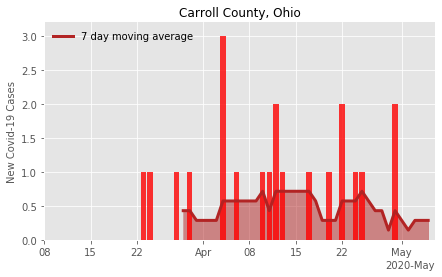 Carroll County, Ohio
7 day moving average
New Covid-19 Cases
3.0
2.5
2.0
1.5
1.0
0.5
0.0
08 15 22 Apr 08 15 22 May
2020-May